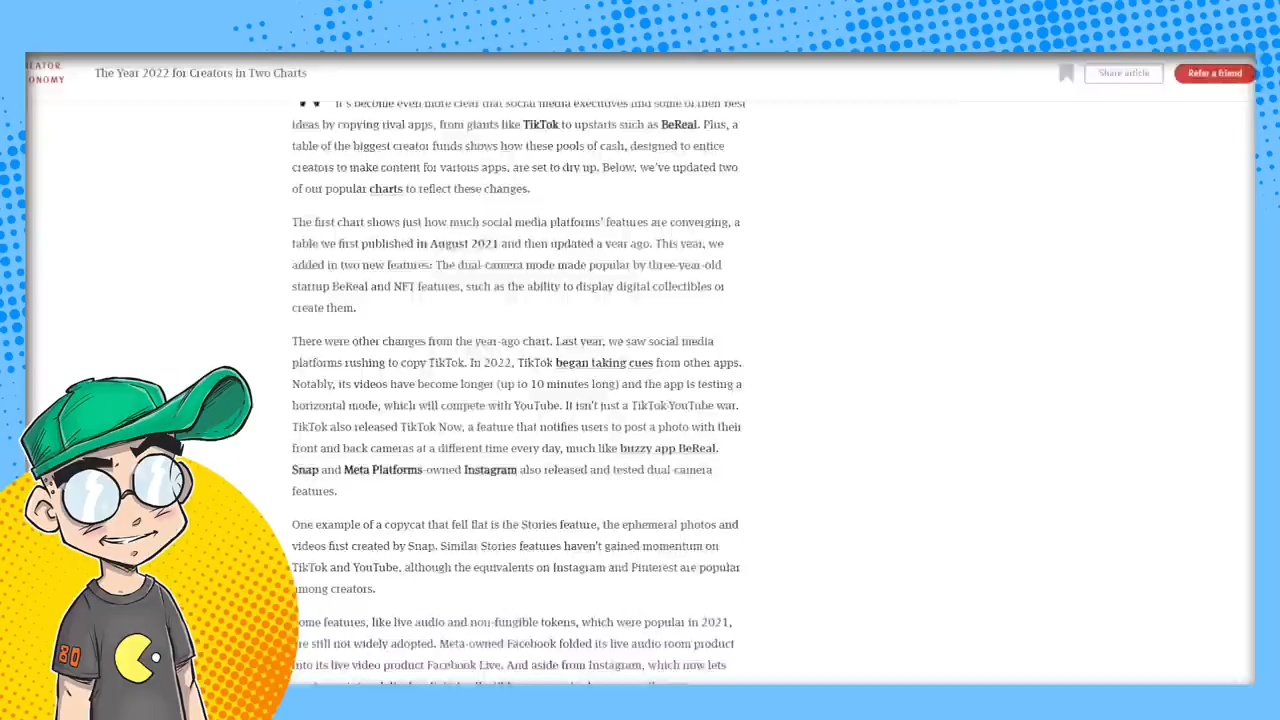 EATOR
ONOMY
The Year 2022 for Creators in Two Charts
Share article
Refer a friend
it's become even more clear that social media executives find some of their best
ideas by copying rival apps, from giants like TikTok to upstarts such as BeReal. Plus, a
table of the biggest creator funds shows how these pools of cash, designed to entice
creators to make content for various apps, are set to dry up. Below, we've updated two
of our popular charts to reflect these changes.
The first chart shows just how much social media platforms' features are converging, a
table we first published in August 2021 and then updated a year ago. This year, we
added in two new features: The dual-camera mode made popular by three-year-old
startup BeReal and NFT features, such as the ability to display digital collectibles or
create them.
There were other changes from the year-ago chart. Last year, we saw social media
platforms rushing to copy TikTok. In 2022, TikTok began taking cues from other apps.
Notably, its videos have become longer (up to 10 minutes long) and the app is testing a
horizontal mode, which will compete with YouTube. It isn't just a TikTok-YouTube war.
TikTok also released TikTok Now, a feature that notifies users to post a photo with their
front and back cameras at a different time every day, much like buzzy app BeReal.
Snap and Meta Platforms-owned Instagram also released and tested dual-camera
features.
One example of a copycat that fell flat is the Stories feature, the ephemeral photos and
videos first created by Snap. Similar Stories features haven't gained momentum on
TikTok and YouTube, although the equivalents on Instagram and Pinterest are popular
among creators.
ome features, like live audio and non-fungible tokens, which were popular in 2021,
re still not widely adopted. Meta-owned Facebook folded its live audio room product
into its live video product Facebook Live. And aside from Instagram, which now lets
80